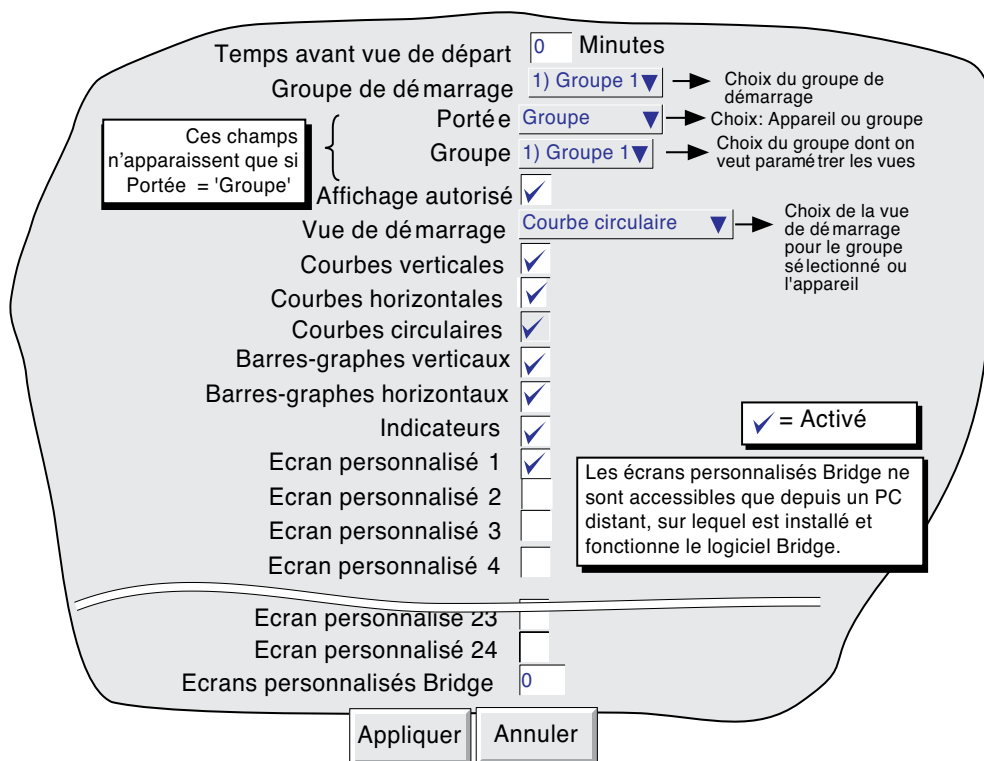 Temps avant vue de départ 0 Minutes
Groupe de démarrage 1) Groupe 1
Choix du groupe de
démarrage
Portée Groupe
Choix: Appareil ou groupe
Groupe 1) Groupe 1
Choix du groupe dont on
veut paramétrer les vues
Ces champs
n'apparaissent que si
Portée = 'Groupe'
Affichage autorisé
Vue de démarrage Courbe circulaire
Choix de la vue
de démarrage
pour le groupe
sélectionné ou
l'appareil
Courbes verticales
Courbes horizontales
Courbes circulaires
Barres-graphes verticaux
Barres-graphes horizontaux
Indicateurs
= Activé
Ecran personnalisé 1
Ecran personnalisé 2
Ecran personnalisé 3
Ecran personnalisé 4
Les écrans personnalisés Bridge ne
sont accessibles que depuis un PC
distant, sur lequel est installé et
fonctionne le logiciel Bridge.
Ecran personnalisé 23
Ecran personnalisé 24
Ecrans personnalisés Bridge 0
Appliquer Annuler